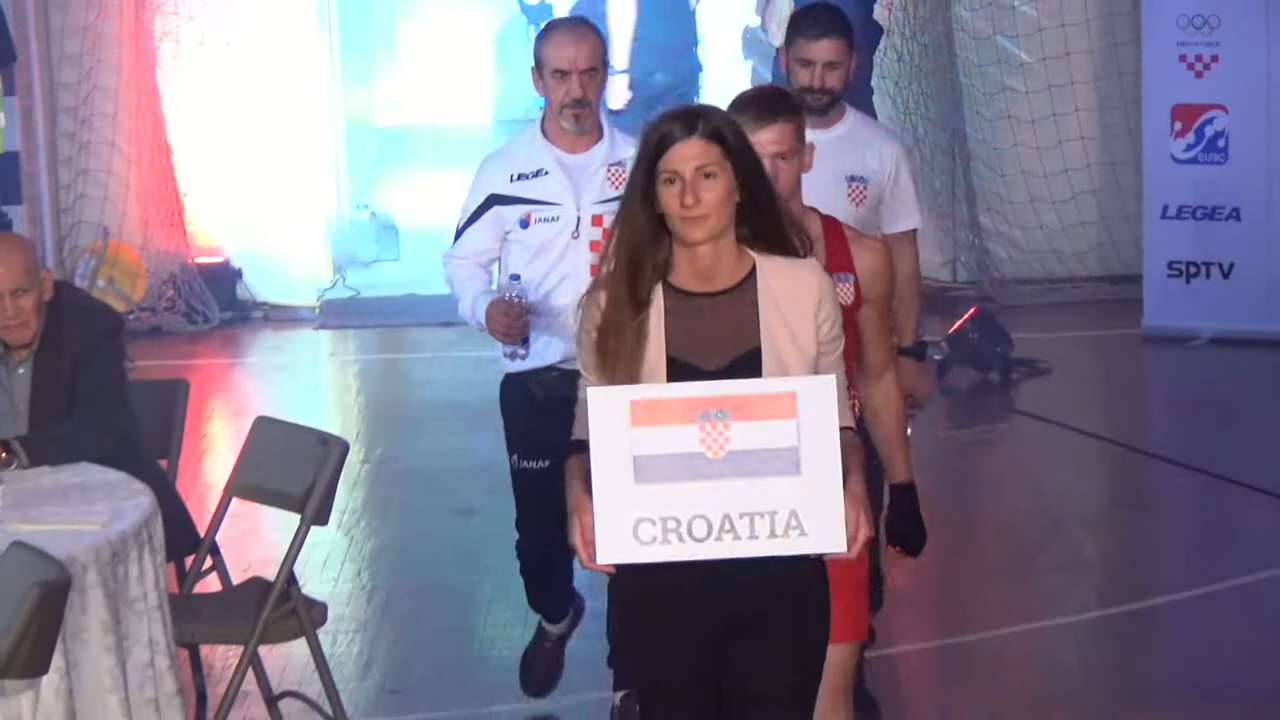 LEGEA
JANAF
JANAF
CROATIA
EUBC
LEGEA
SPTV